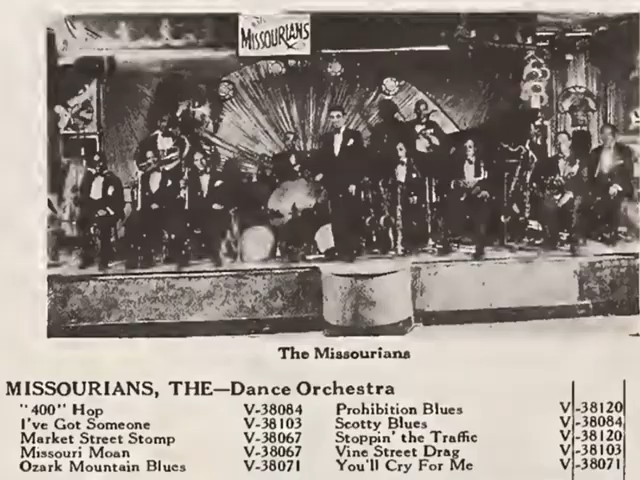 MISSOURIANS
The Missourians
MISSOURIANS, THE—Dance Orchestra
"400" Hop V-38084
I've Got Someone V-38103
Market Street Stomp V-38067
Missouri Moan V-38067
Ozark Mountain Blues V-38071
Prohibition Blues V-38120
Scotty Blues V-38084
Stoppin' the Traffic V-38120
Vine Street Drag V-38103
You'll Cry For Me V-38071